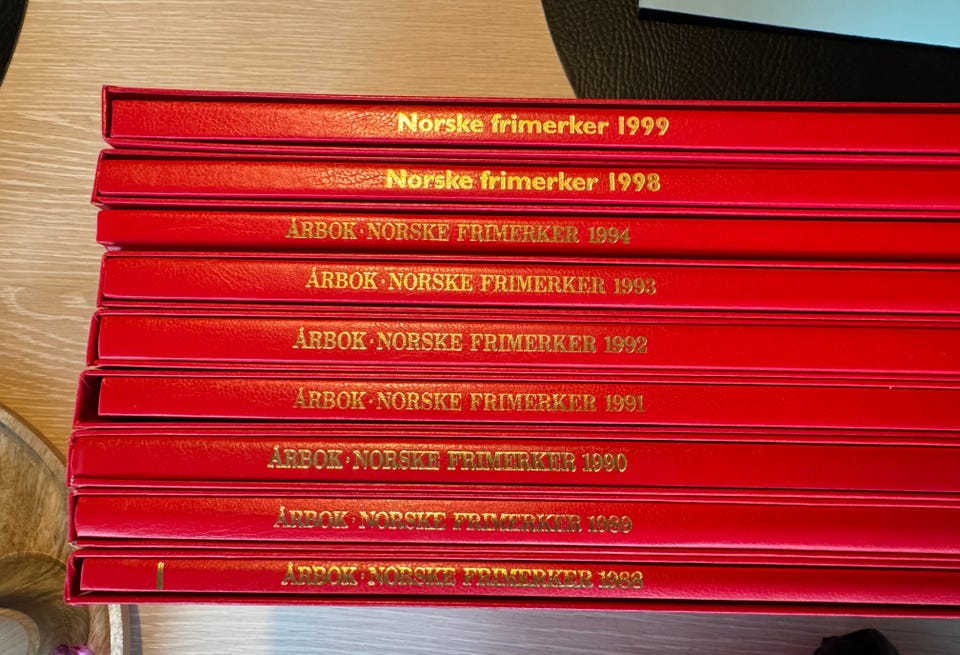 Norske frimerker 1999
Norske frimerker 1998
ÅRBOK·NORSKE FRIMERKER 1994
ÅRBOK·NORSKE FRIMERKER 1993
ÅRBOK·NORSKE FRIMERKER 1992
ÅRBOK·NORSKE FRIMERKER 1991
ÅRBOK·NORSKE FRIMERKER 1990
ÅRBOK·NORSKE FRIMERKER 1989
ÅRBOK·NORSKE FRIMERKER 1988